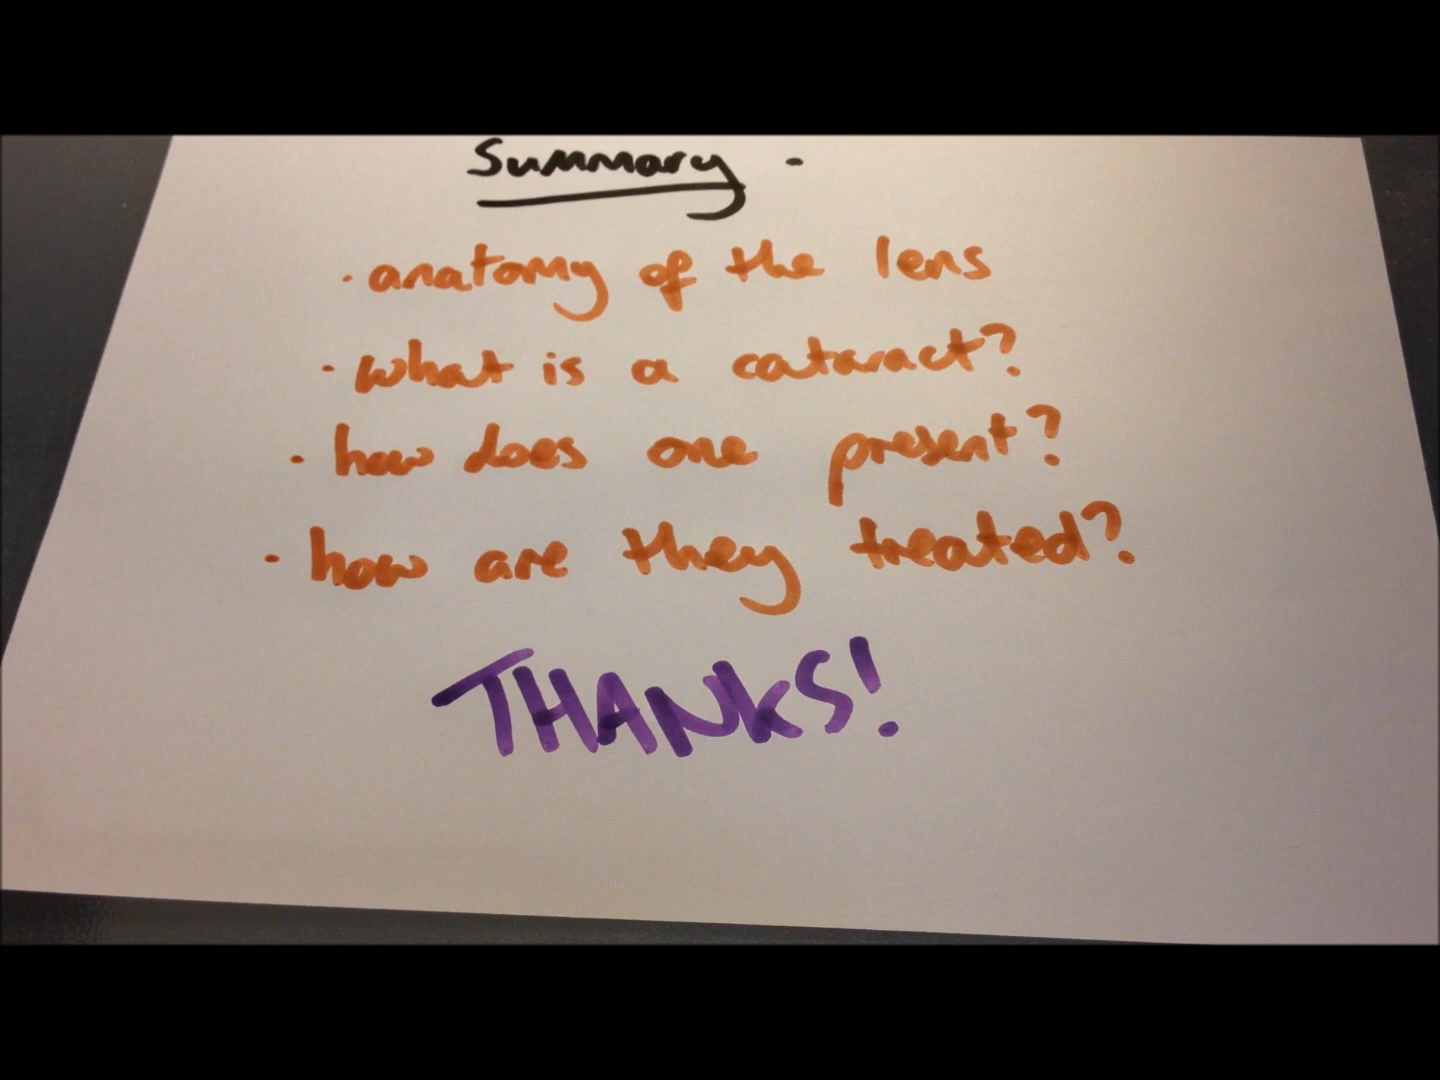 Summary -
· anatomy of the lens
· what is a cataract?
· how does one present?
· how are they treated?
THANKS!